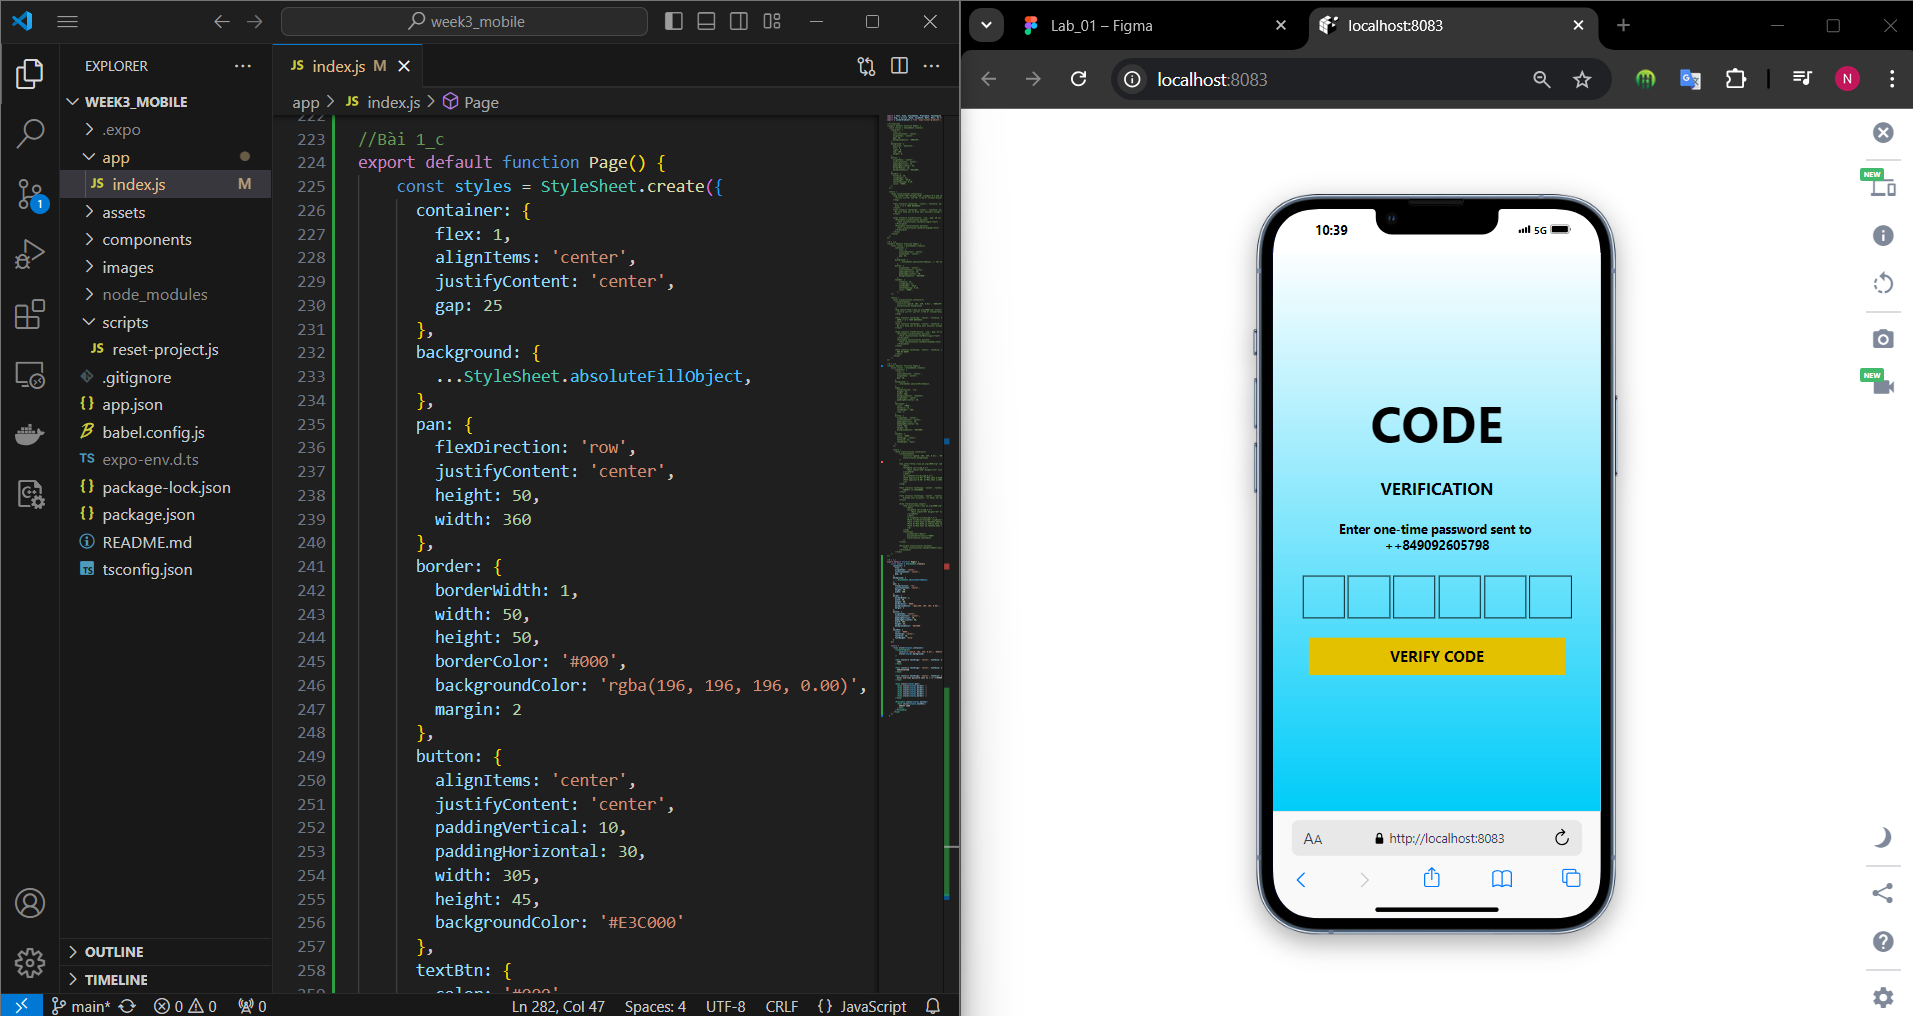 week3_mobile
EXPLORER
WEEK3_MOBILE
.expo
app
JS index.js M
assets
components
images
node_modules
scripts
JS reset-project.js
.gitignore
{} app.json
babel.config.js
TS expo-env.d.ts
{} package-lock.json
{} package.json
README.md
TS tsconfig.json
OUTLINE
TIMELINE
1
JS index.js M
app > JS index.js > Page
222
223 //Bài 1_c
224 export default function Page() {
225 const styles = StyleSheet.create({
226 container: {
227 flex: 1,
228 alignItems: 'center',
229 justifyContent: 'center',
230 gap: 25
231 },
232 background: {
233 ...StyleSheet.absoluteFillObject,
234 },
235 pan: {
236 flexDirection: 'row',
237 justifyContent: 'center',
238 height: 50,
239 width: 360
240 },
241 border: {
242 borderWidth: 1,
243 width: 50,
244 height: 50,
245 borderColor: '#000',
246 backgroundColor: 'rgba(196, 196, 196, 0.00)',
247 margin: 2
248 },
249 button: {
250 alignItems: 'center',
251 justifyContent: 'center',
252 paddingVertical: 10,
253 paddingHorizontal: 30,
254 width: 305,
255 height: 45,
256 backgroundColor: '#E3C000'
257 },
258 textBtn: {
259 color: '#000'
main* 0 0 0
Ln 282, Col 47 Spaces: 4 UTF-8 CRLF {} JavaScript
Lab_01 – Figma
localhost:8083
localhost:8083
N
NEW
NEW
10:39
5G
CODE
VERIFICATION
Enter one-time password sent to
++849092605798
VERIFY CODE
AA http://localhost:8083